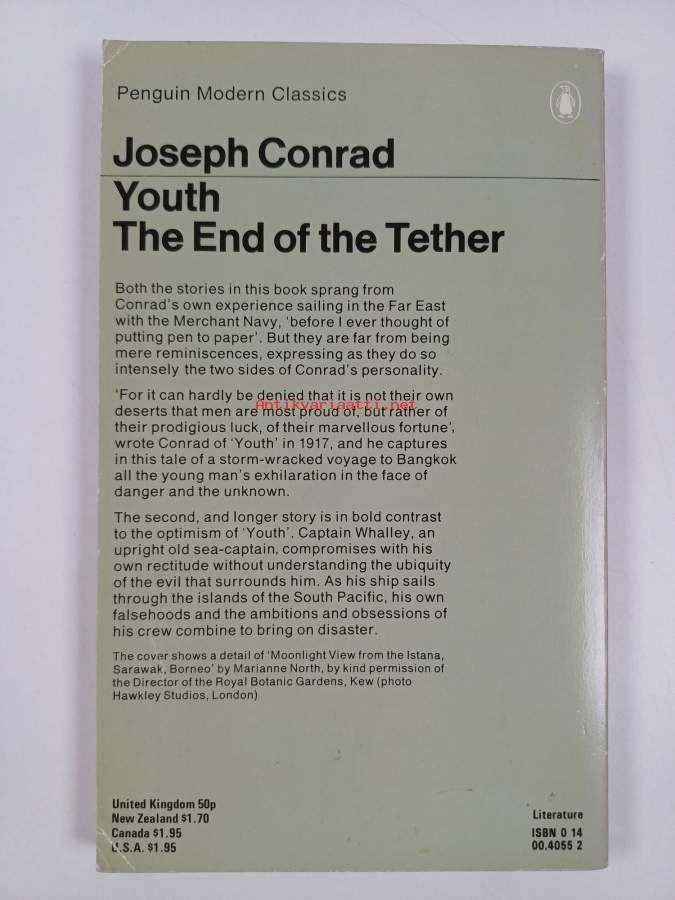 Penguin Modern Classics
Joseph Conrad
Youth
The End of the Tether
Both the stories in this book sprang from
Conrad's own experience sailing in the Far East
with the Merchant Navy, 'before I ever thought of
putting pen to paper'. But they are far from being
mere reminiscences, expressing as they do so
intensely the two sides of Conrad's personality.
'For it can hardly be denied that it is not their own
Antikvariaatti.net
deserts that men are most proud of, but rather of
their prodigious luck, of their marvellous fortune',
wrote Conrad of 'Youth' in 1917, and he captures
in this tale of a storm-wracked voyage to Bangkok
all the young man's exhilaration in the face of
danger and the unknown.
The second, and longer story is in bold contrast
to the optimism of 'Youth'. Captain Whalley, an
upright old sea-captain, compromises with his
own rectitude without understanding the ubiquity
of the evil that surrounds him. As his ship sails
through the islands of the South Pacific, his own
falsehoods and the ambitions and obsessions of
his crew combine to bring on disaster.
The cover shows a detail of 'Moonlight View from the Istana,
Sarawak, Borneo' by Marianne North, by kind permission of
the Director of the Royal Botanic Gardens, Kew (photo
Hawkley Studios, London)
United Kingdom 50p
New Zealand $1.70
Canada $1.95
U.S.A. $1.95
Literature
ISBN 0 14
00.4055 2